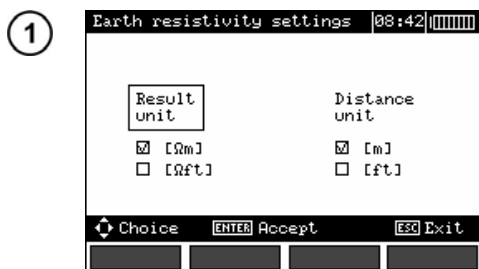 1
Earth resistivity settings 08:42
Result unit
Distance unit
☑ [Ωm]
☐ [Ωft]
☑ [m]
☐ [ft]
Choice ENTER Accept ESC Exit